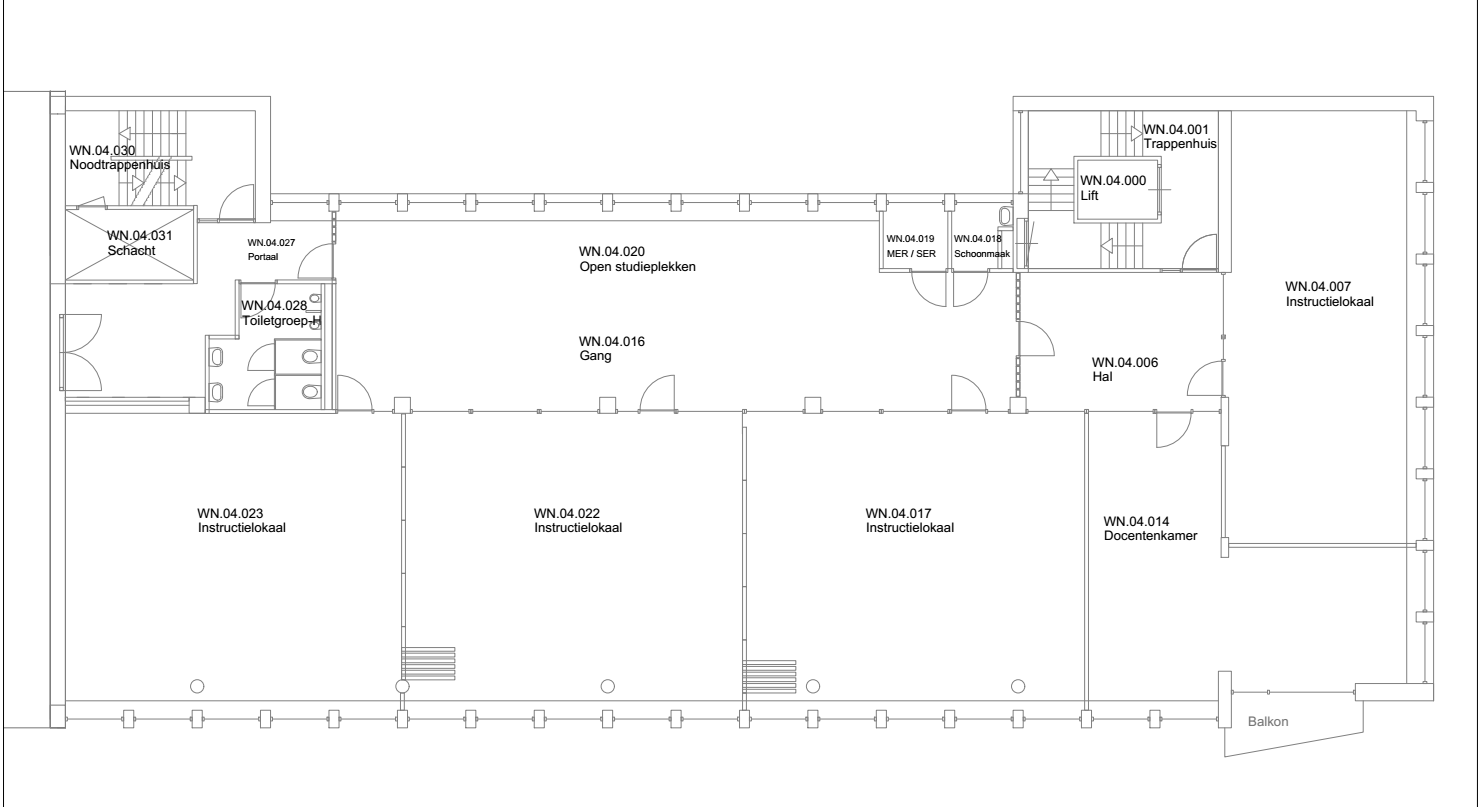 WN.04.030
Noodtrappenhuis
WN.04.001
Trappenhuis
WN.04.000
Lift
WN.04.031
Schacht
WN.04.027
Portaal
WN.04.020
Open studieplekken
WN.04.019
MER / SER
WN.04.018
Schoonmaak
WN.04.007
Instructielokaal
WN.04.028
Toiletgroep-H
WN.04.016
Gang
WN.04.006
Hal
WN.04.023
Instructielokaal
WN.04.022
Instructielokaal
WN.04.017
Instructielokaal
WN.04.014
Docentenkamer
Balkon